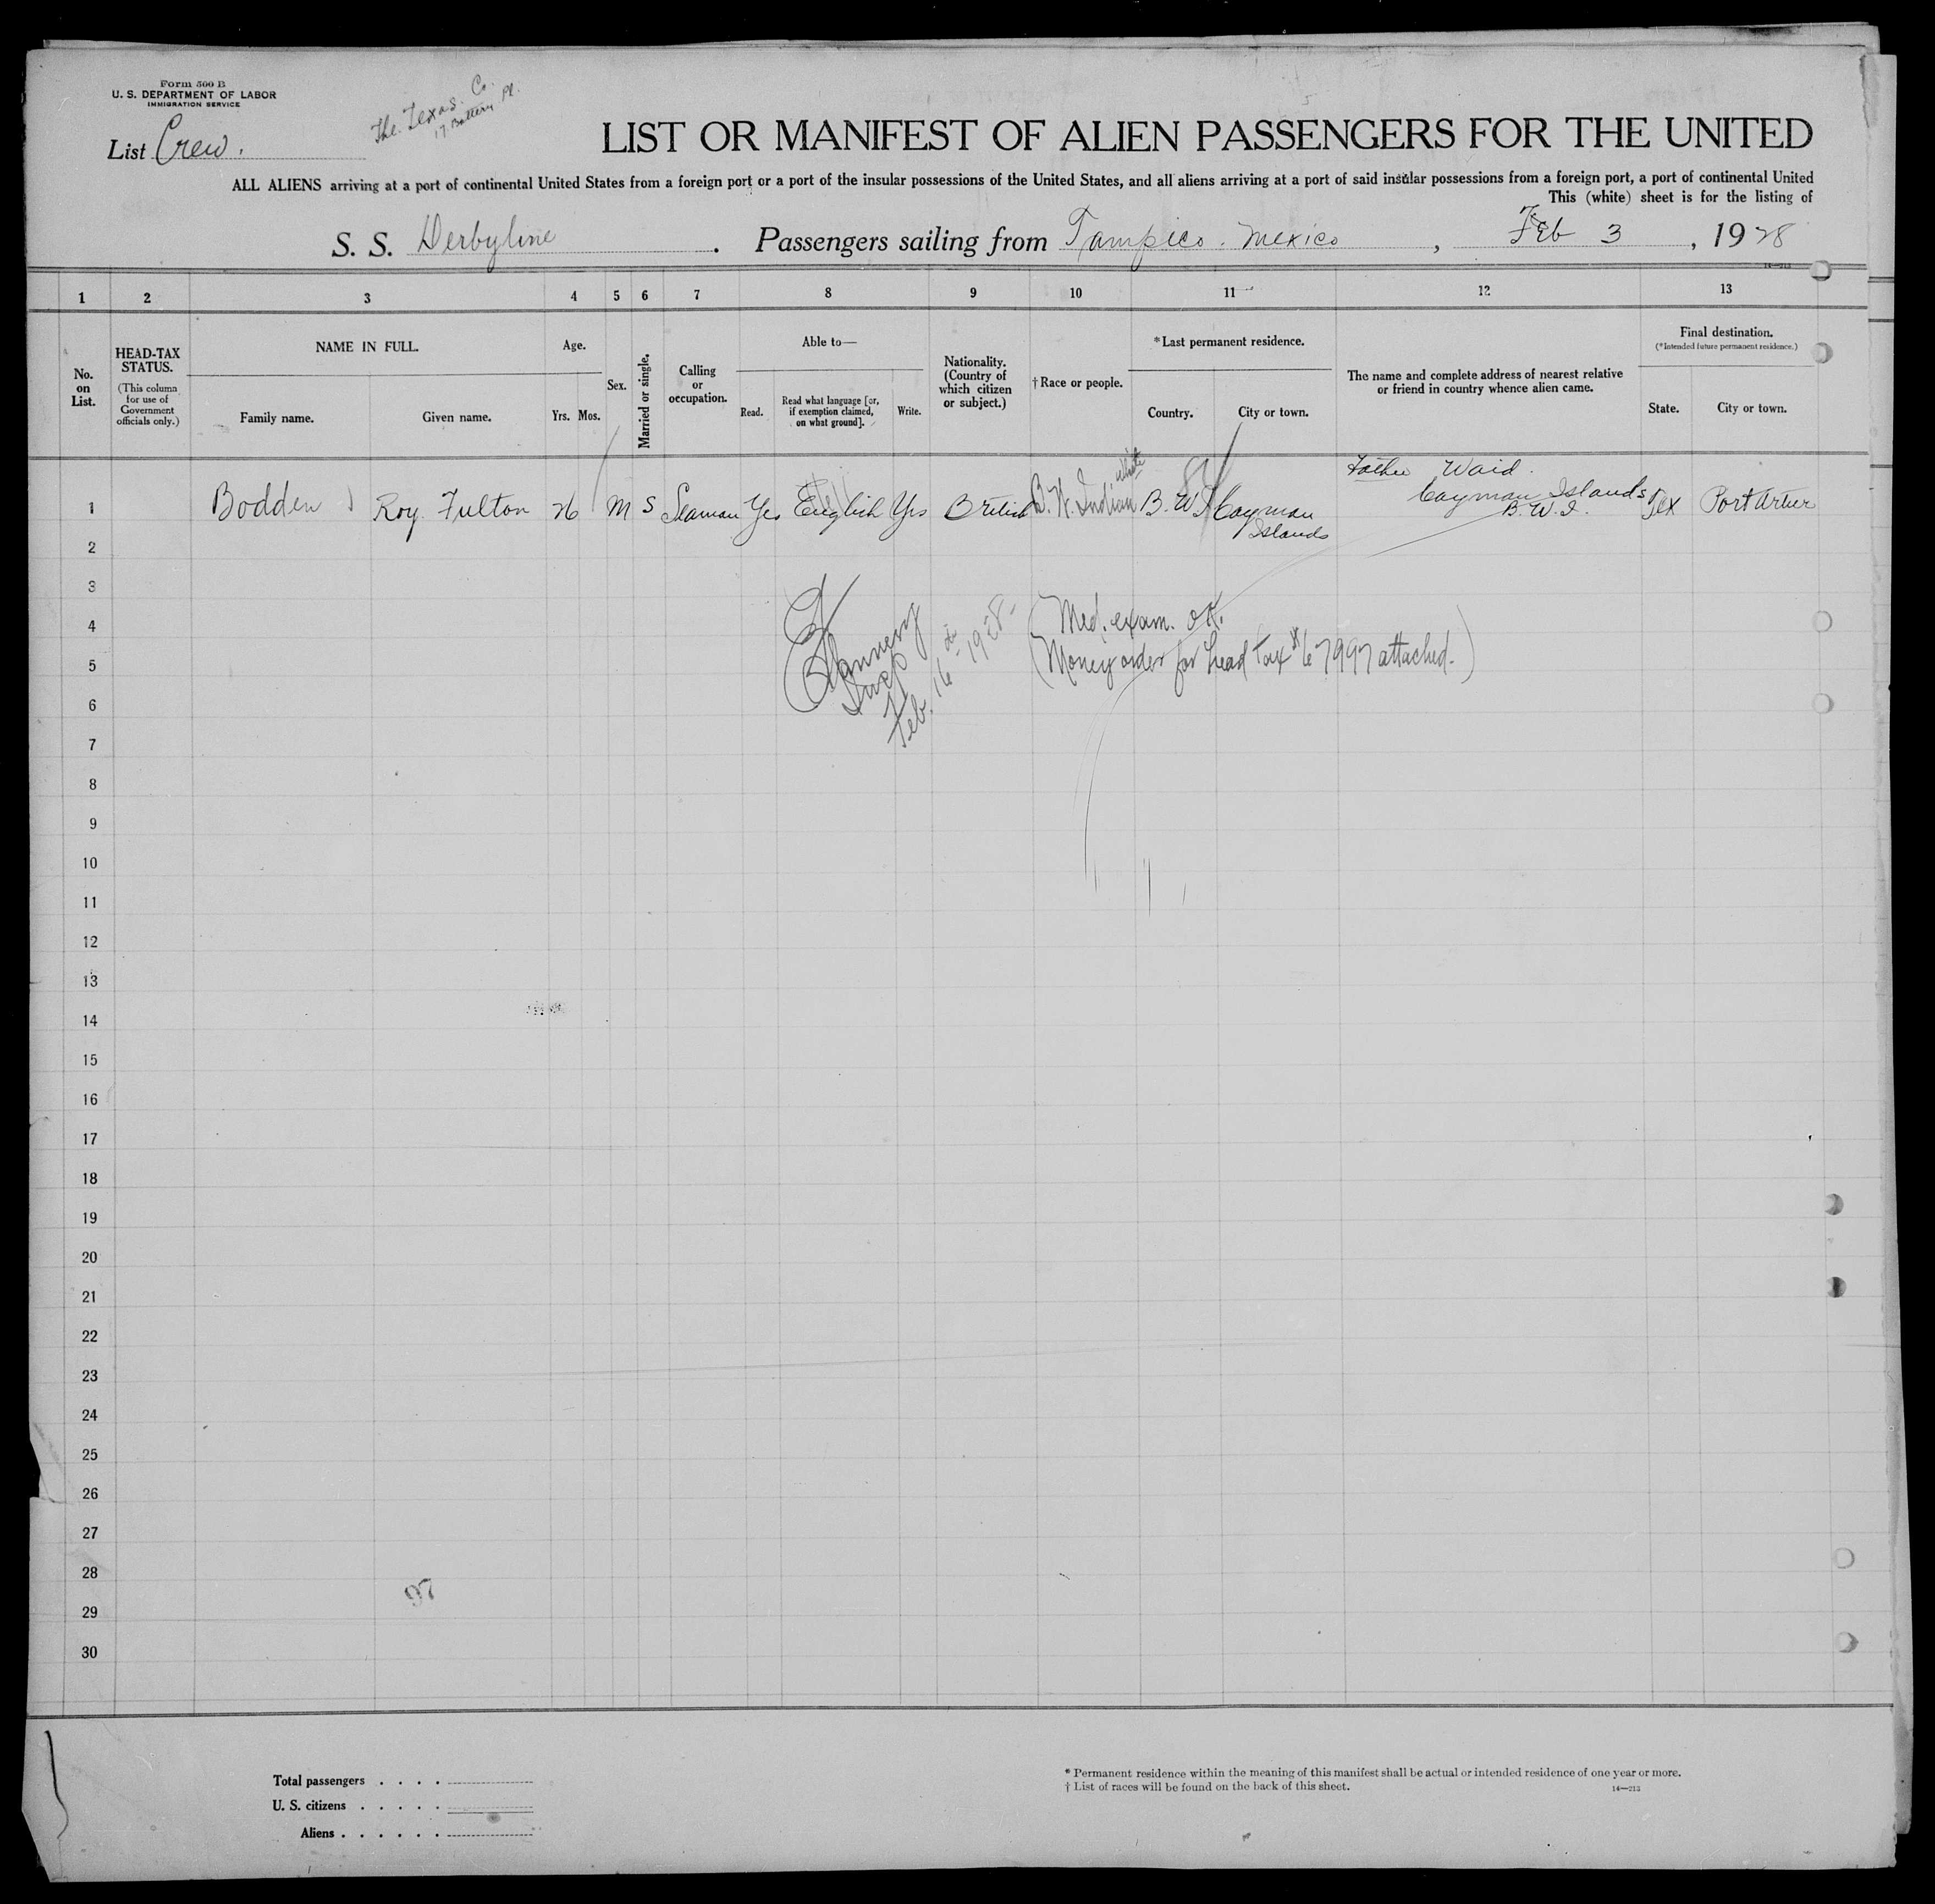 Form 500 B
U. S. DEPARTMENT OF LABOR
IMMIGRATION SERVICE
The Texas Co.
17 Battery Pl.
List Crew.
LIST OR MANIFEST OF ALIEN PASSENGERS FOR THE UNITED
ALL ALIENS arriving at a port of continental United States from a foreign port or a port of the insular possessions of the United States, and all aliens arriving at a port of said insular possessions from a foreign port, a port of continental United
This (white) sheet is for the listing of
S. S. Derbyline . Passengers sailing from Tampico. Mexico , Feb 3 , 1928
14—213
1 2 3 4 5 6 7 8 9 10 11 12 13
No. on List.
HEAD-TAX STATUS.
(This column for use of Government officials only.)
NAME IN FULL.
Family name. Given name.
Age.
Yrs. Mos.
Sex.
Married or single.
Calling or occupation.
Able to—
Read. Read what language [or, if exemption claimed, on what ground]. Write.
Nationality. (Country of which citizen or subject.)
†Race or people.
*Last permanent residence.
Country. City or town.
The name and complete address of nearest relative or friend in country whence alien came.
Final destination.
(*Intended future permanent residence.)
State. City or town.
white
Father Waid.
1 Bodden Roy Fulton 26 M S Seaman Yes English Yes British B. W. Indian B. W. I Cayman Islands Cayman Islands B. W. I. Tex Port Arthur
2
3
4
5
6
7
8
9
10
11
12
13
14
15
16
17
18
19
20
21
22
23
24
25
26
27
28
29
30
Insp
Feb. 16th 1928-
(Med. exam. OK.
(Money order for head tax #67997 attached.)
97
Total passengers . . . .
U. S. citizens . . . . .
Aliens . . . . . .
* Permanent residence within the meaning of this manifest shall be actual or intended residence of one year or more.
† List of races will be found on the back of this sheet.
14—213